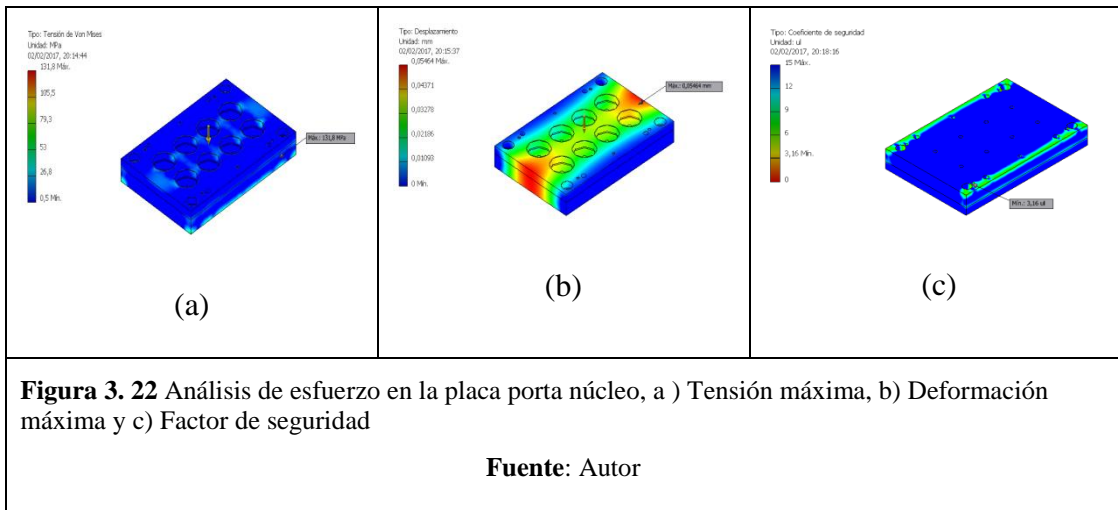 Tipo: Tensión de Von Mises
Unidad: MPa
02/02/2017, 20:14:44
131,8 Máx.
105,5
79,3
53
26,8
0,5 Mín.
Máx.: 131,8 MPa
(a)
Tipo: Desplazamiento
Unidad: mm
02/02/2017, 20:15:37
0,05464 Máx.
0,04371
0,03278
0,02186
0,01093
0 Mín.
Máx.: 0,05464 mm
(b)
Tipo: Coeficiente de seguridad
Unidad: ul
02/02/2017, 20:18:16
15 Máx.
12
9
6
3,16 Mín.
0
Mín.: 3,16 ul
(c)
Figura 3. 22 Análisis de esfuerzo en la placa porta núcleo, a ) Tensión máxima, b) Deformación
máxima y c) Factor de seguridad
Fuente: Autor